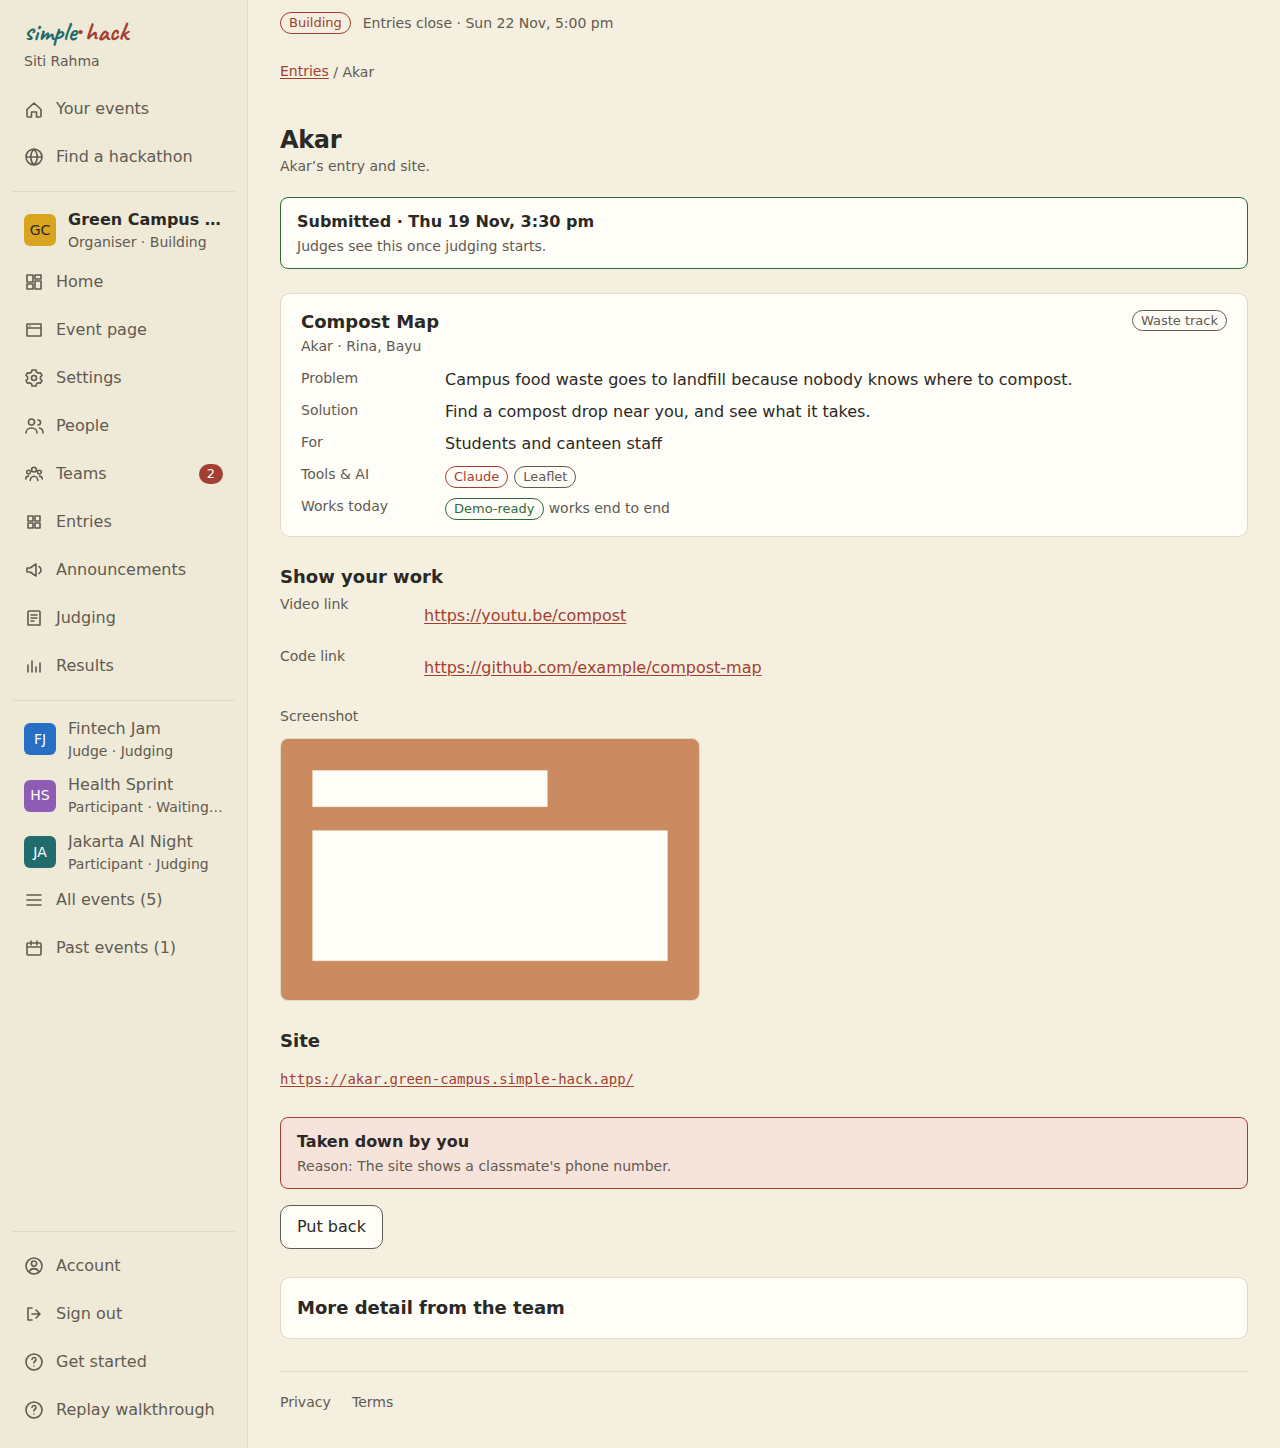 simple·hack
Siti Rahma
Your events
Find a hackathon
GC
Green Campus ...
Organiser · Building
Home
Event page
Settings
People
Teams
2
Entries
Announcements
Judging
Results
FJ
Fintech Jam
Judge · Judging
HS
Health Sprint
Participant · Waiting...
JA
Jakarta AI Night
Participant · Judging
All events (5)
Past events (1)
Account
Sign out
Get started
Replay walkthrough
Building
Entries close · Sun 22 Nov, 5:00 pm
Entries / Akar
Akar
Akar’s entry and site.
Submitted · Thu 19 Nov, 3:30 pm
Judges see this once judging starts.
Compost Map
Waste track
Akar · Rina, Bayu
Problem
Campus food waste goes to landfill because nobody knows where to compost.
Solution
Find a compost drop near you, and see what it takes.
For
Students and canteen staff
Tools & AI
Claude
Leaflet
Works today
Demo-ready works end to end
Show your work
Video link
https://youtu.be/compost
Code link
https://github.com/example/compost-map
Screenshot
Site
https://akar.green-campus.simple-hack.app/
Taken down by you
Reason: The site shows a classmate's phone number.
Put back
More detail from the team
Privacy
Terms